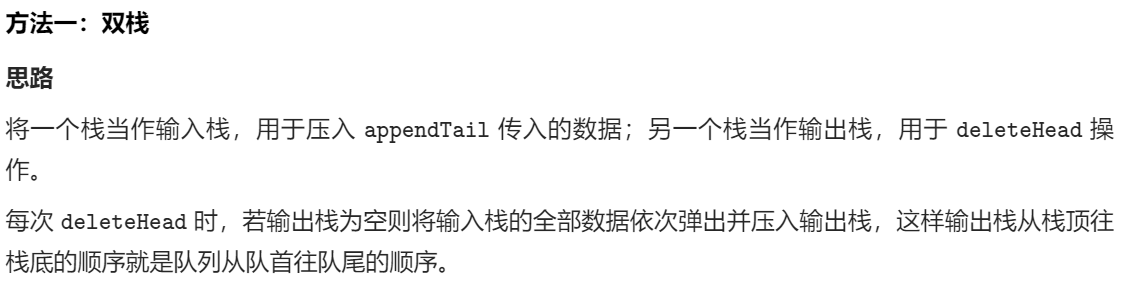 方法一：双栈
思路
将一个栈当作输入栈，用于压入 appendTail 传入的数据；另一个栈当作输出栈，用于 deleteHead 操
作。
每次 deleteHead 时，若输出栈为空则将输入栈的全部数据依次弹出并压入输出栈，这样输出栈从栈顶往
栈底的顺序就是队列从队首往队尾的顺序。